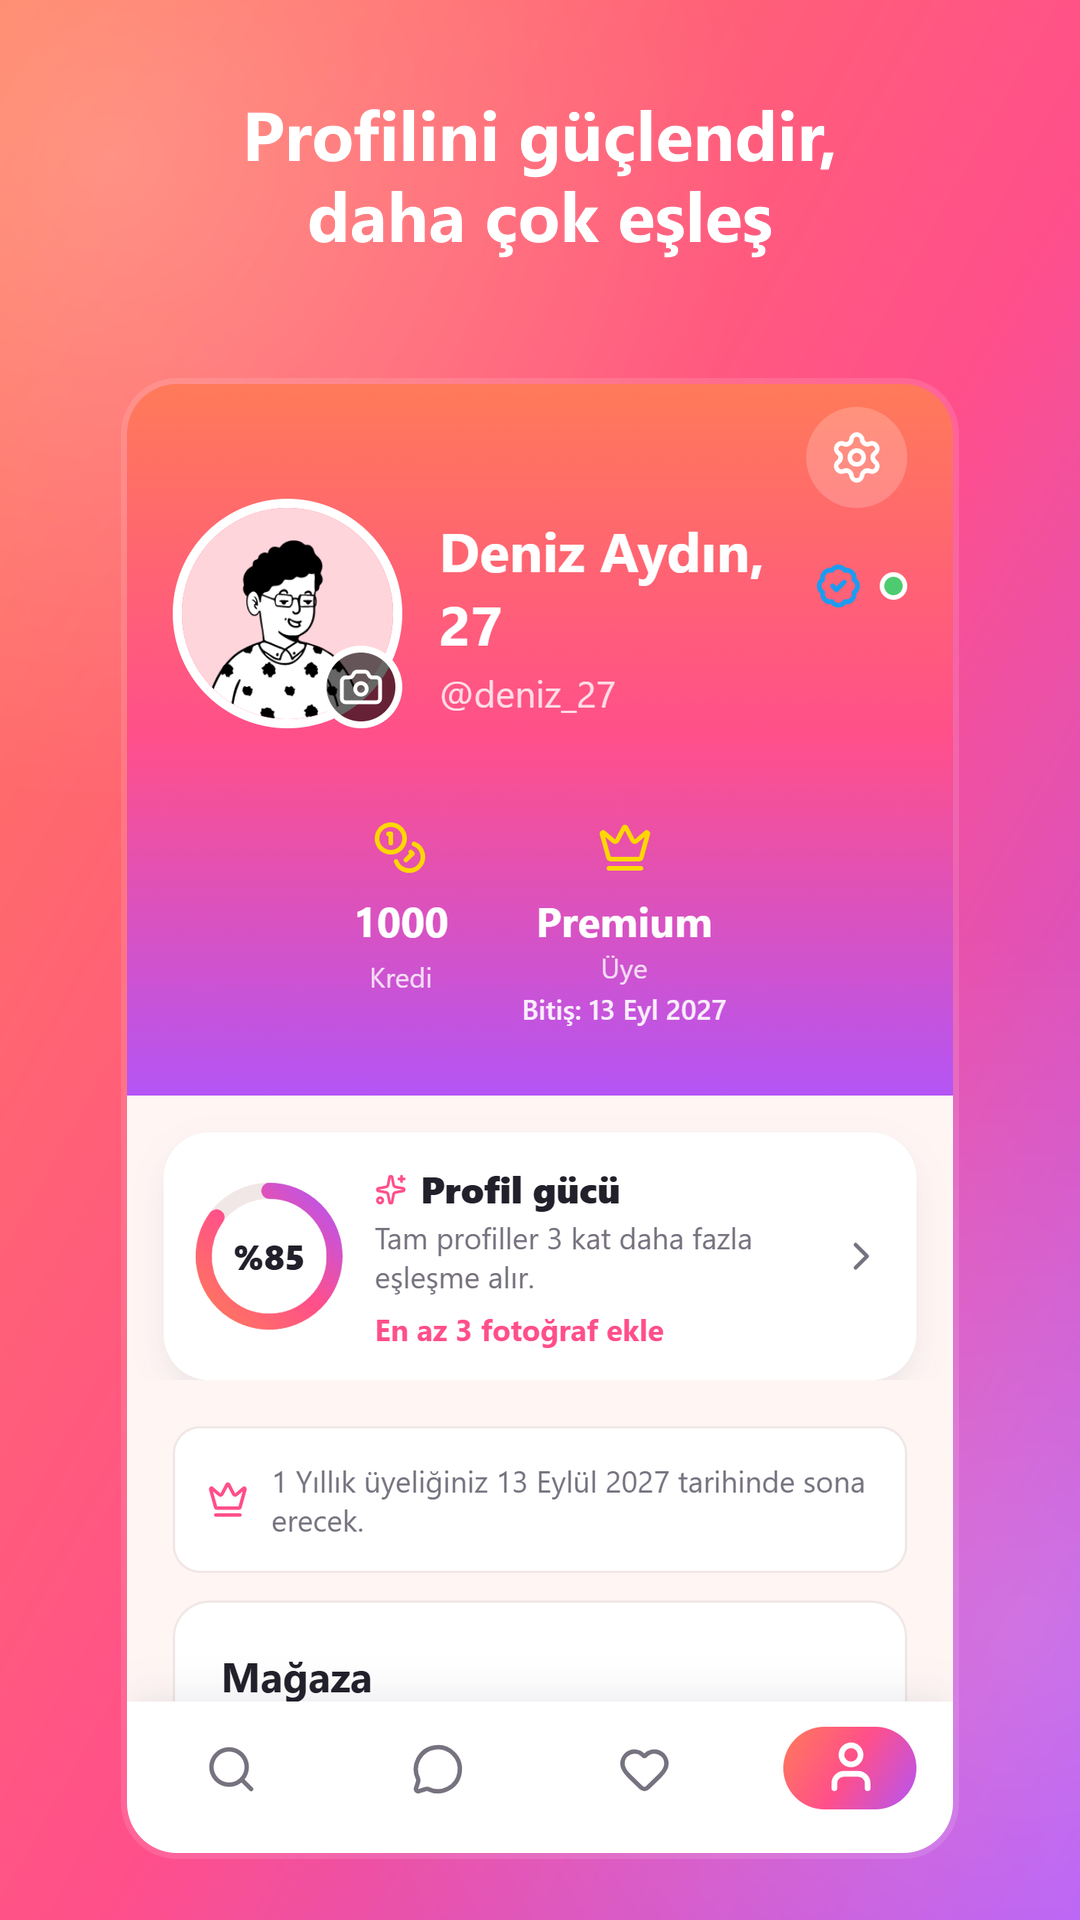 Profilini güçlendir,
daha çok eşleş
Deniz Aydın,
27
@deniz_27
1000
Kredi
Premium
Üye
Bitiş: 13 Eyl 2027
%85
Profil gücü
Tam profiller 3 kat daha fazla
eşleşme alır.
En az 3 fotoğraf ekle
1 Yıllık üyeliğiniz 13 Eylül 2027 tarihinde sona
erecek.
Mağaza